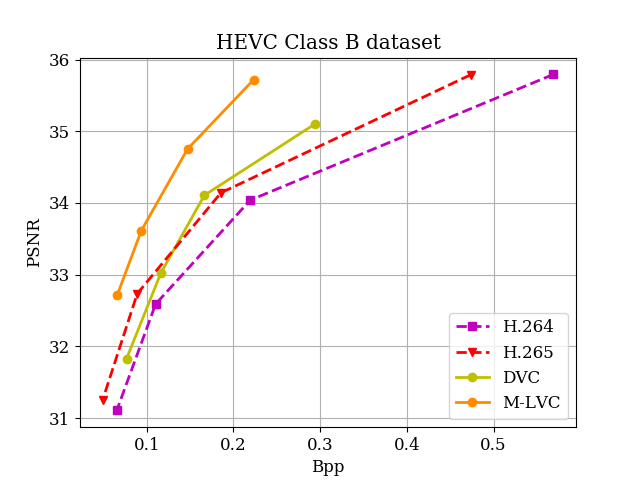 HEVC Class B dataset
PSNR
36
35
34
33
32
31
0.1 0.2 0.3 0.4 0.5
Bpp
H.264
H.265
DVC
M-LVC